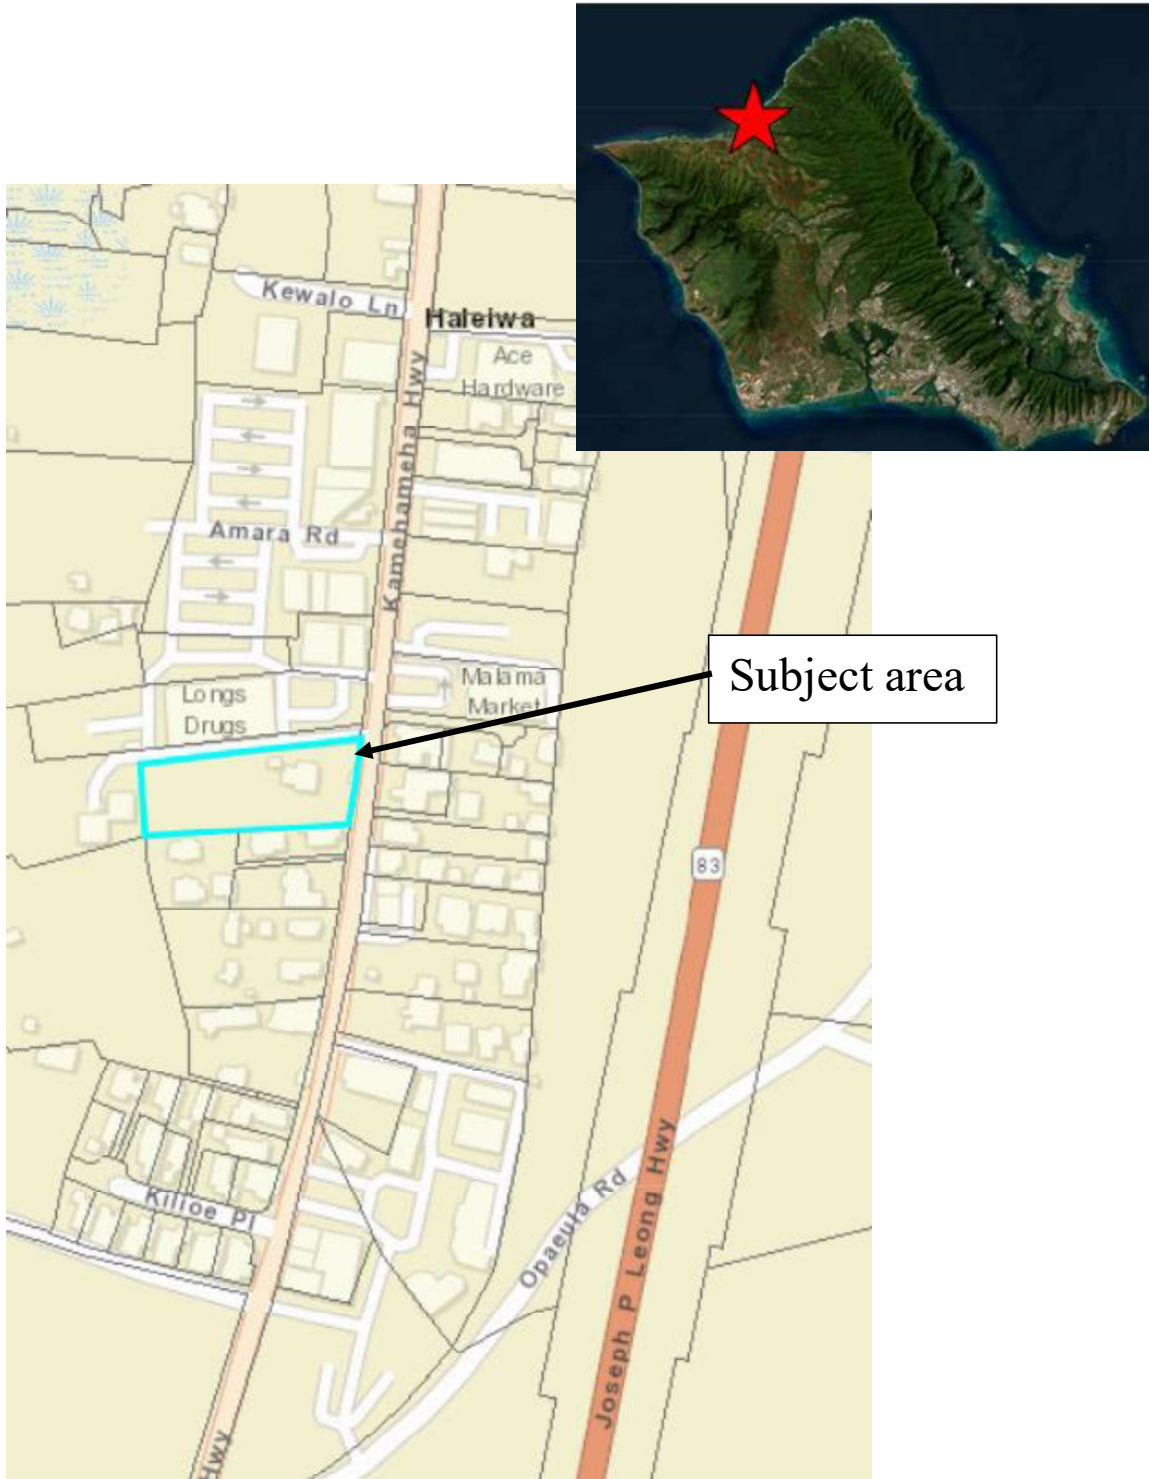 Kewalo Ln
Haleiwa
Ace
Hardware
Kamehameha Hwy
Amara Rd
Longs
Drugs
Malama
Market
Subject area
83
Kilioe Pl
Opaeula Rd
Joseph P Leong Hwy
Hwy